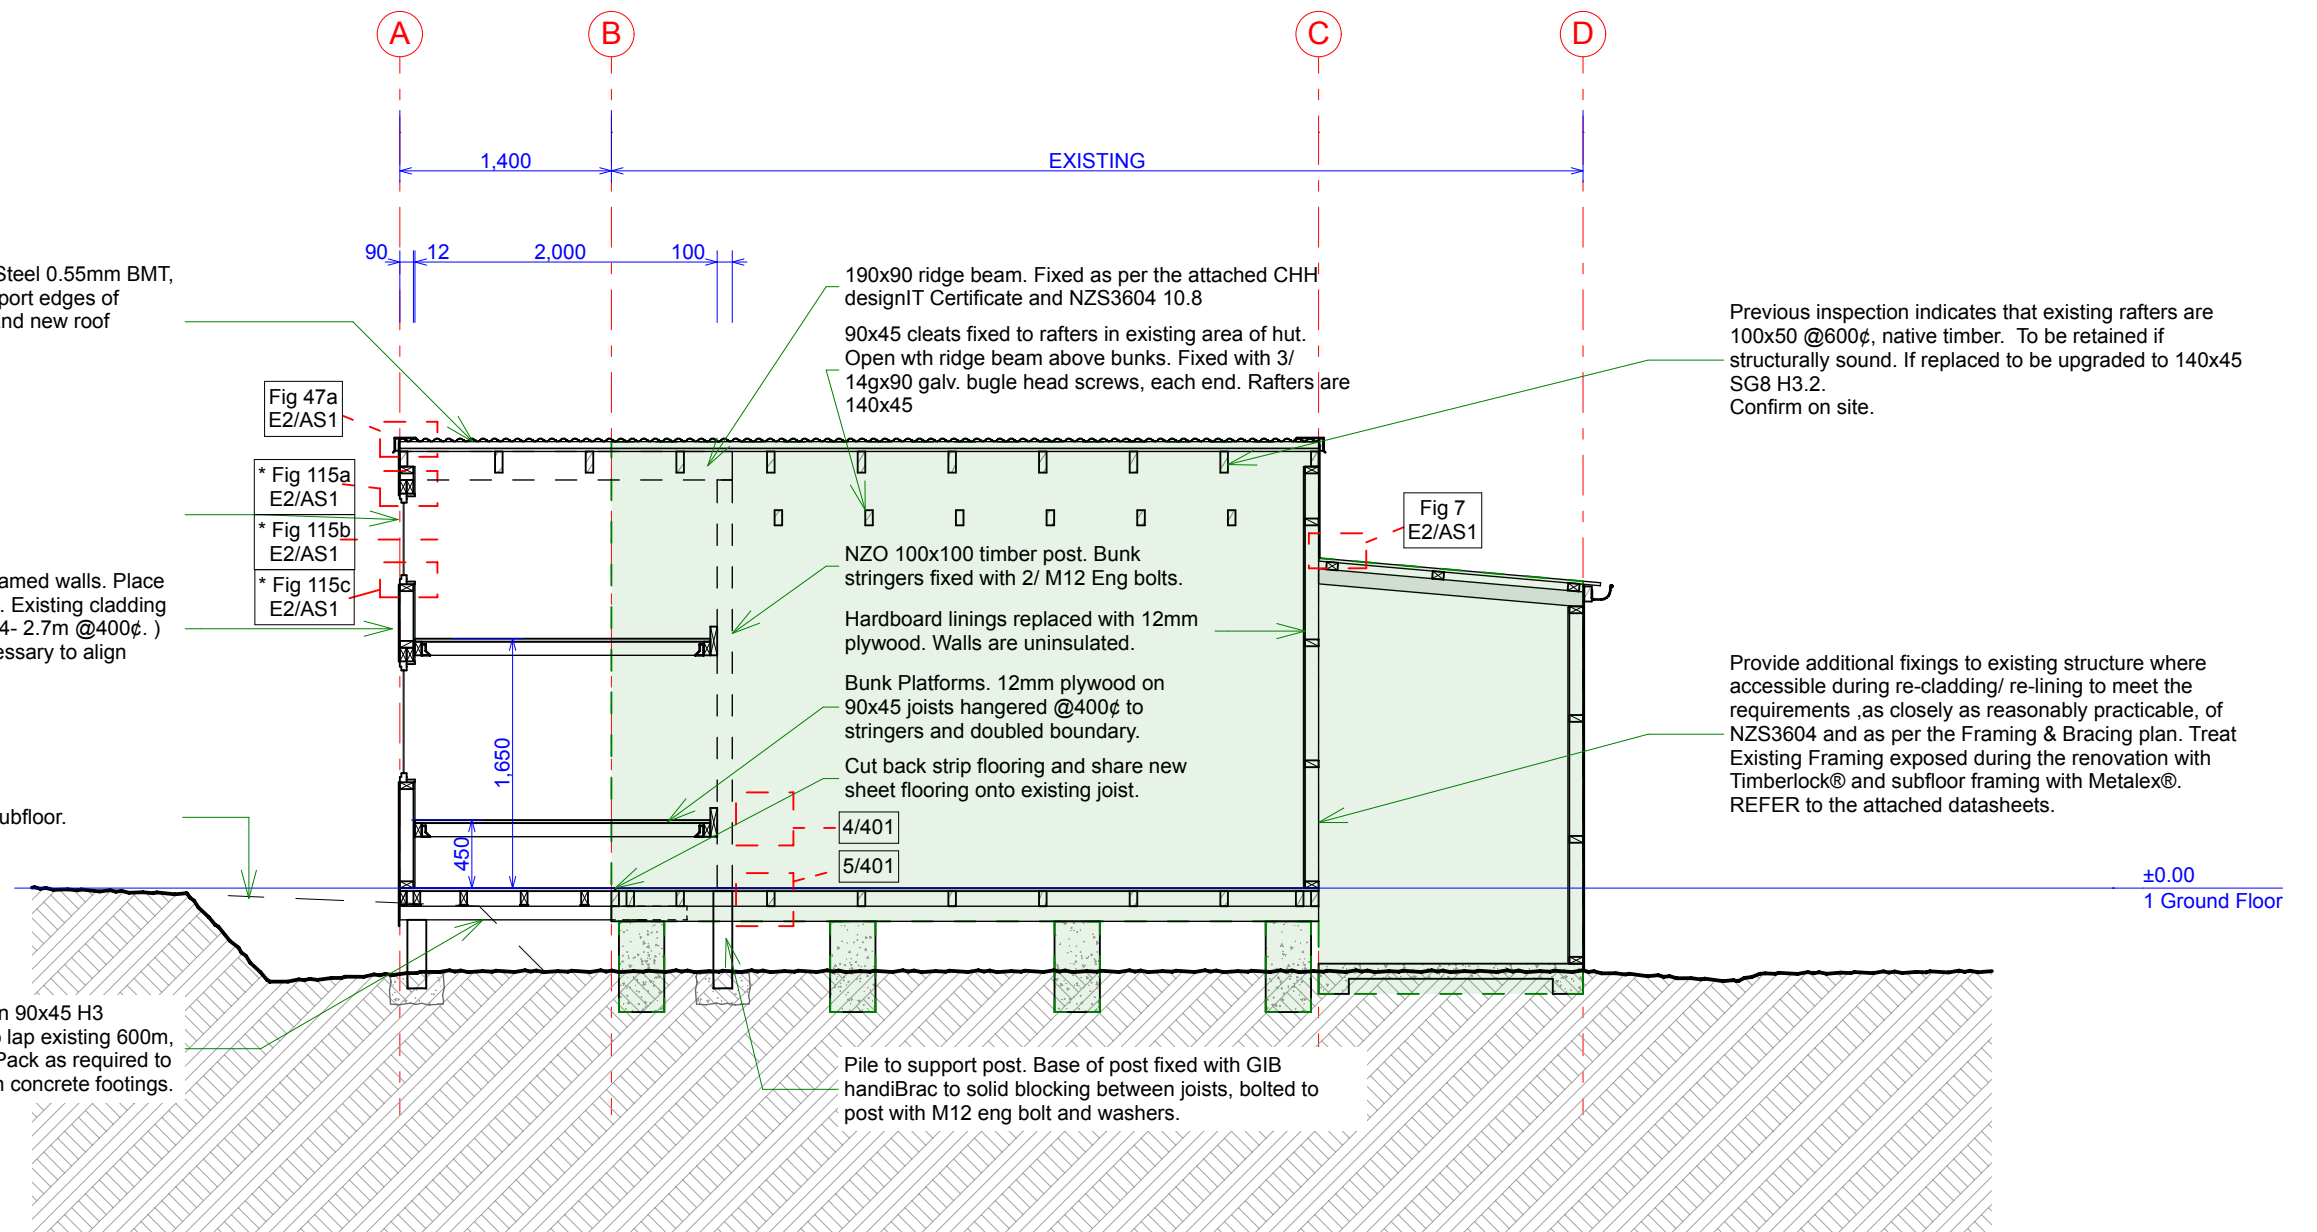 A
B
C
D
1,400
EXISTING
90
12
2,000
100
Steel 0.55mm BMT,
port edges of
and new roof
190x90 ridge beam. Fixed as per the attached CHH
designIT Certificate and NZS3604 10.8
90x45 cleats fixed to rafters in existing area of hut.
Open wth ridge beam above bunks. Fixed with 3/
14gx90 galv. bugle head screws, each end. Rafters are
140x45
Previous inspection indicates that existing rafters are
100x50 @600¢, native timber. To be retained if
structurally sound. If replaced to be upgraded to 140x45
SG8 H3.2.
Confirm on site.
Fig 47a
E2/AS1
* Fig 115a
E2/AS1
* Fig 115b
E2/AS1
* Fig 115c
E2/AS1
Fig 7
E2/AS1
amed walls. Place
. Existing cladding
4- 2.7m @400¢. )
essary to align
NZO 100x100 timber post. Bunk
stringers fixed with 2/ M12 Eng bolts.
Hardboard linings replaced with 12mm
plywood. Walls are uninsulated.
Bunk Platforms. 12mm plywood on
90x45 joists hangered @400¢ to
stringers and doubled boundary.
Cut back strip flooring and share new
sheet flooring onto existing joist.
Provide additional fixings to existing structure where
accessible during re-cladding/ re-lining to meet the
requirements ,as closely as reasonably practicable, of
NZS3604 and as per the Framing & Bracing plan. Treat
Existing Framing exposed during the renovation with
Timberlock® and subfloor framing with Metalex®.
REFER to the attached datasheets.
1,650
450
ubfloor.
4/401
5/401
±0.00
1 Ground Floor
n 90x45 H3
o lap existing 600m,
Pack as required to
n concrete footings.
Pile to support post. Base of post fixed with GIB
handiBrac to solid blocking between joists, bolted to
post with M12 eng bolt and washers.